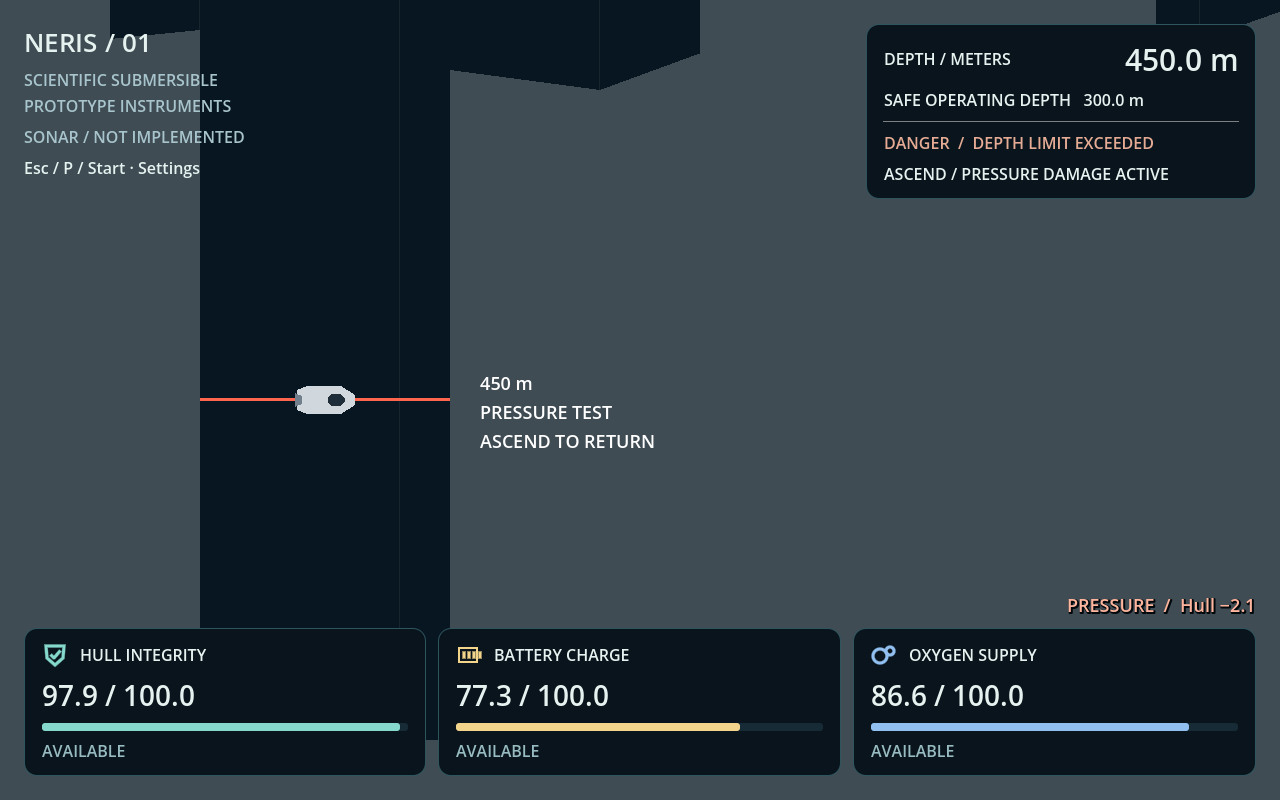 NERIS / 01
SCIENTIFIC SUBMERSIBLE
PROTOTYPE INSTRUMENTS
SONAR / NOT IMPLEMENTED
Esc / P / Start · Settings
DEPTH / METERS 450.0 m
SAFE OPERATING DEPTH 300.0 m
DANGER / DEPTH LIMIT EXCEEDED
ASCEND / PRESSURE DAMAGE ACTIVE
450 m
PRESSURE TEST
ASCEND TO RETURN
PRESSURE / Hull −2.1
HULL INTEGRITY
97.9 / 100.0
AVAILABLE
BATTERY CHARGE
77.3 / 100.0
AVAILABLE
OXYGEN SUPPLY
86.6 / 100.0
AVAILABLE